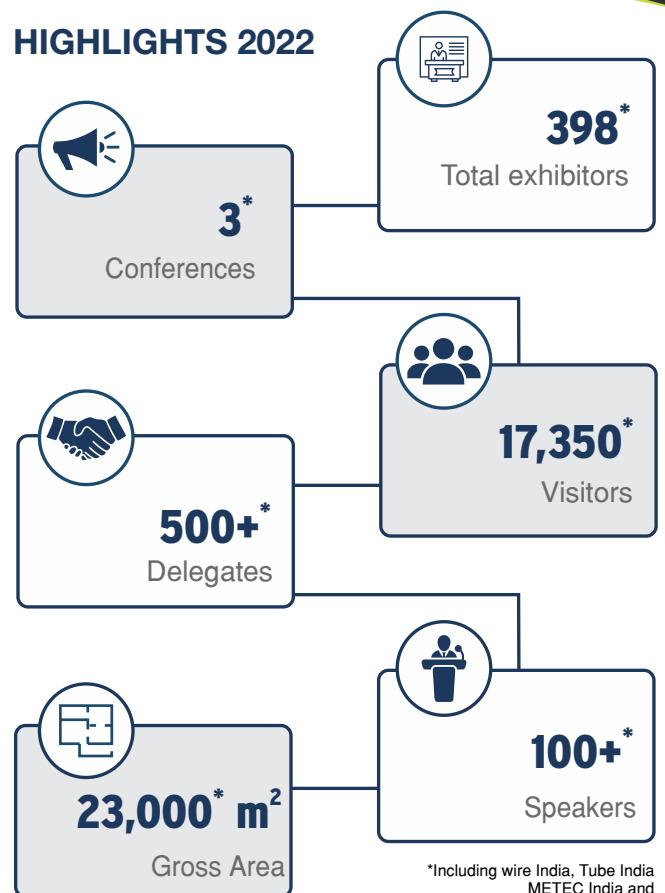 HIGHLIGHTS 2022
398*
Total exhibitors
3*
Conferences
17,350*
Visitors
500+*
Delegates
100+*
Speakers
23,000* m²
Gross Area
*Including wire India, Tube India
METEC India and